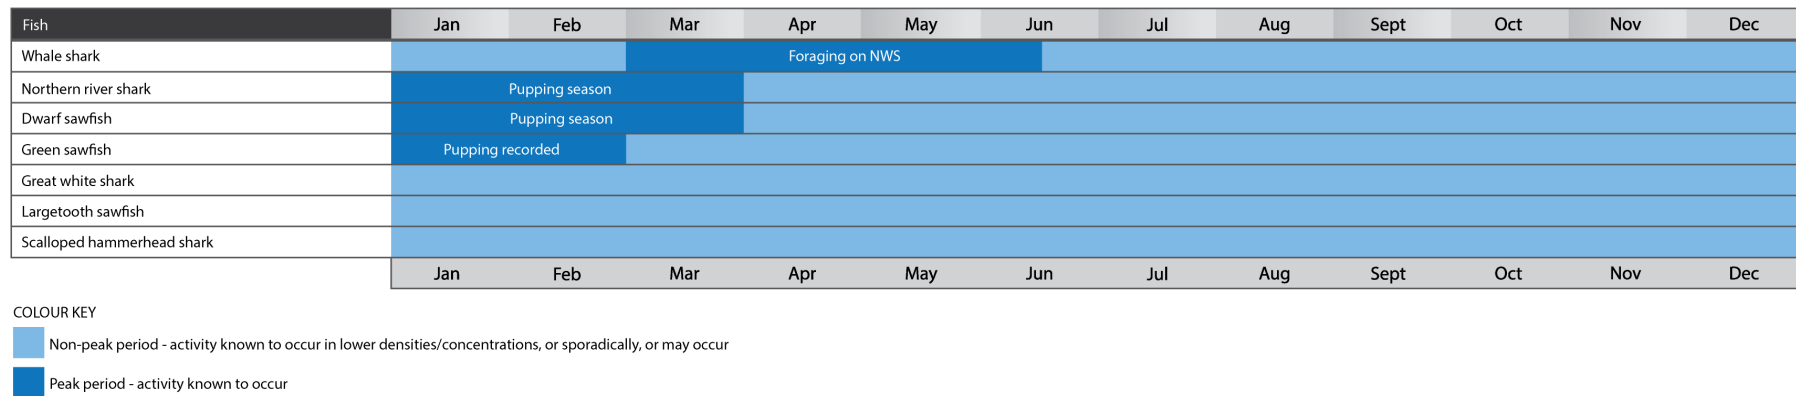 Fish Jan Feb Mar Apr May Jun Jul Aug Sept Oct Nov Dec
Whale shark Foraging on NWS
Northern river shark Pupping season
Dwarf sawfish Pupping season
Green sawfish Pupping recorded
Great white shark
Largetooth sawfish
Scalloped hammerhead shark
Jan Feb Mar Apr May Jun Jul Aug Sept Oct Nov Dec
COLOUR KEY
Non-peak period - activity known to occur in lower densities/concentrations, or sporadically, or may occur
Peak period - activity known to occur